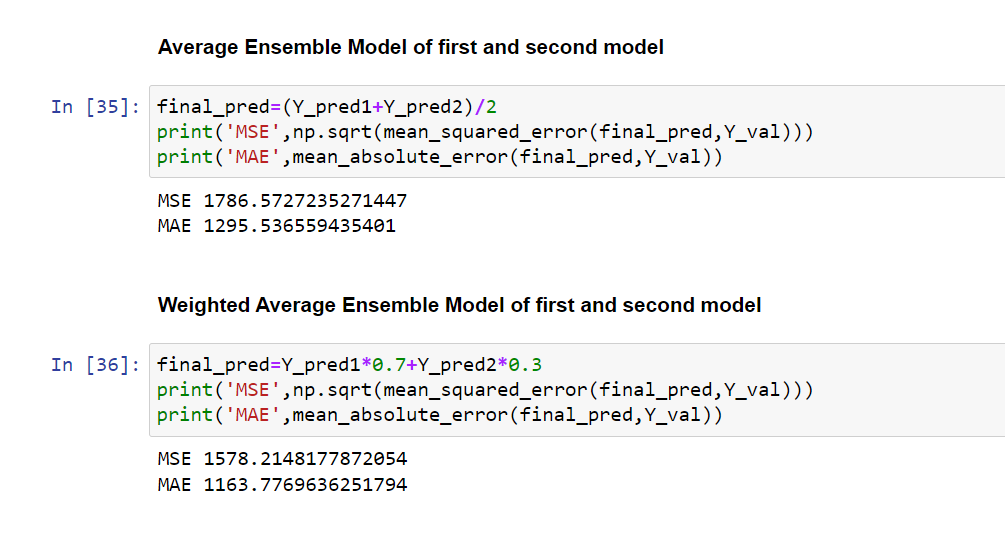 Average Ensemble Model of first and second model
In [35]: final_pred=(Y_pred1+Y_pred2)/2
print('MSE',np.sqrt(mean_squared_error(final_pred,Y_val)))
print('MAE',mean_absolute_error(final_pred,Y_val))
MSE 1786.5727235271447
MAE 1295.536559435401
Weighted Average Ensemble Model of first and second model
In [36]: final_pred=Y_pred1*0.7+Y_pred2*0.3
print('MSE',np.sqrt(mean_squared_error(final_pred,Y_val)))
print('MAE',mean_absolute_error(final_pred,Y_val))
MSE 1578.2148177872054
MAE 1163.7769636251794